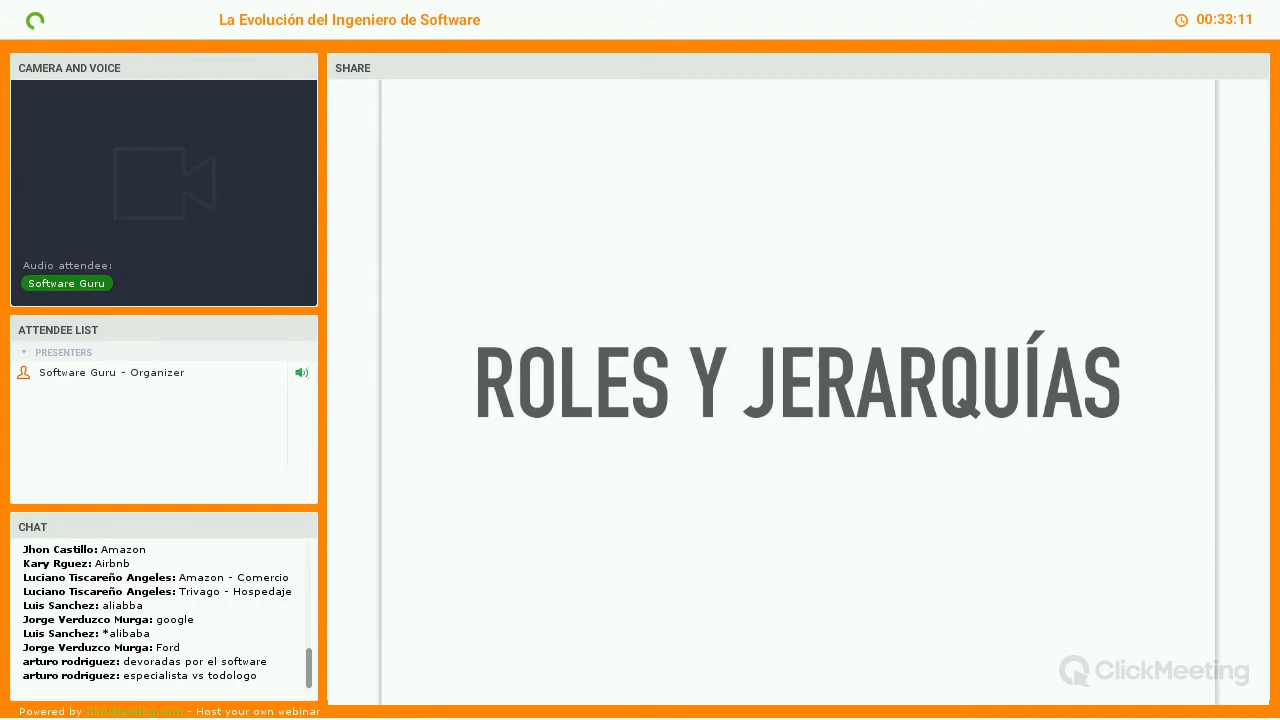 La Evolución del Ingeniero de Software
00:33:11
CAMERA AND VOICE
Audio attendee:
Software Guru
ATTENDEE LIST
PRESENTERS
Software Guru - Organizer
CHAT
Jhon Castillo: Amazon
Kary Rguez: Airbnb
Luciano Tiscareño Angeles: Amazon - Comercio
Luciano Tiscareño Angeles: Trivago - Hospedaje
Luis Sanchez: aliabba
Jorge Verduzco Murga: google
Luis Sanchez: *alibaba
Jorge Verduzco Murga: Ford
arturo rodriguez: devoradas por el software
arturo rodriguez: especialista vs todologo
Powered by ClickMeeting.com - Host your own webinar
SHARE
ROLES Y JERARQUÍAS
ClickMeeting